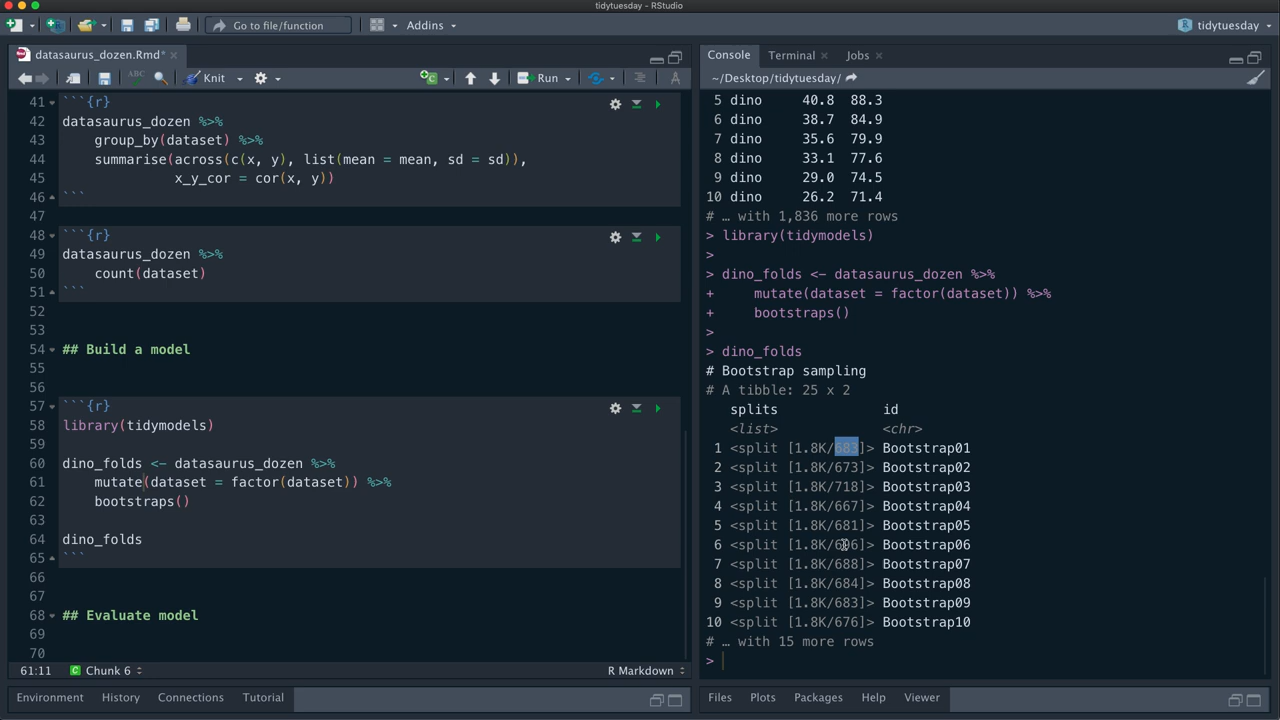 tidytuesday - RStudio
Go to file/function
Addins
tidytuesday
datasaurus_dozen.Rmd*
ABC
Knit
Run
41 ```{r}
42 datasaurus_dozen %>%
43 group_by(dataset) %>%
44 summarise(across(c(x, y), list(mean = mean, sd = sd)),
45 x_y_cor = cor(x, y))
46 ```
47
48 ```{r}
49 datasaurus_dozen %>%
50 count(dataset)
51 ```
52
53
54 ## Build a model
55
56
57 ```{r}
58 library(tidymodels)
59
60 dino_folds <- datasaurus_dozen %>%
61 mutate(dataset = factor(dataset)) %>%
62 bootstraps()
63
64 dino_folds
65 ```
66
67
68 ## Evaluate model
69
70
61:11 Chunk 6 R Markdown
Environment History Connections Tutorial
Console Terminal Jobs
~/Desktop/tidytuesday/
5 dino 40.8 88.3
6 dino 38.7 84.9
7 dino 35.6 79.9
8 dino 33.1 77.6
9 dino 29.0 74.5
10 dino 26.2 71.4
# … with 1,836 more rows
> library(tidymodels)
>
> dino_folds <- datasaurus_dozen %>%
+ mutate(dataset = factor(dataset)) %>%
+ bootstraps()
>
> dino_folds
# Bootstrap sampling
# A tibble: 25 x 2
splits id
<list> <chr>
1 <split [1.8K/683]> Bootstrap01
2 <split [1.8K/673]> Bootstrap02
3 <split [1.8K/718]> Bootstrap03
4 <split [1.8K/667]> Bootstrap04
5 <split [1.8K/681]> Bootstrap05
6 <split Bootstrap06
7 <split [1.8K/688]> Bootstrap07
8 <split [1.8K/684]> Bootstrap08
9 <split [1.8K/683]> Bootstrap09
10 <split [1.8K/676]> Bootstrap10
# … with 15 more rows
>
Files Plots Packages Help Viewer